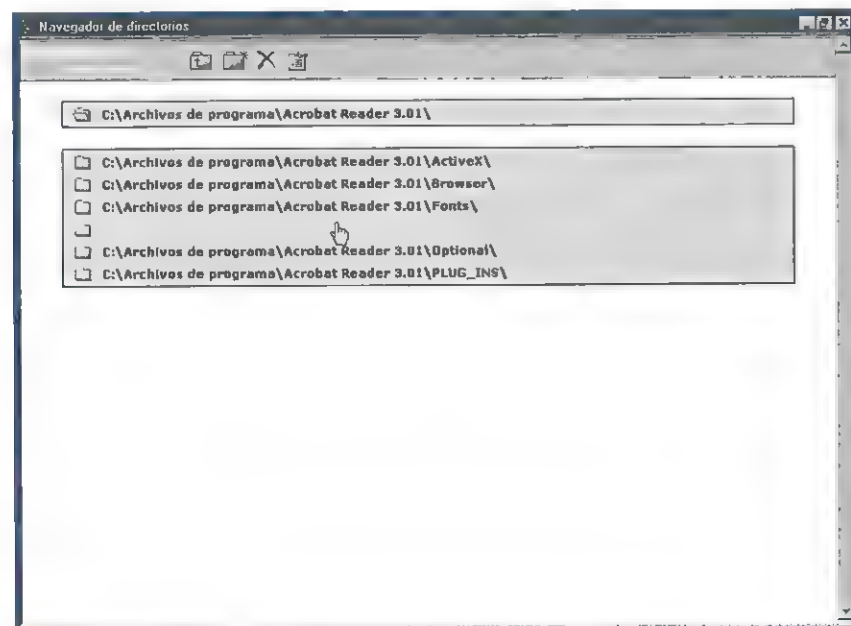 Navegador de directorios
C:\Archivos de programa\Acrobat Reader 3.01\
C:\Archivos de programa\Acrobat Reader 3.01\ActiveX\
C:\Archivos de programa\Acrobat Reader 3.01\Browser\
C:\Archivos de programa\Acrobat Reader 3.01\Fonts\
C:\Archivos de programa\Acrobat Reader 3.01\Optional\
C:\Archivos de programa\Acrobat Reader 3.01\PLUG_INS\